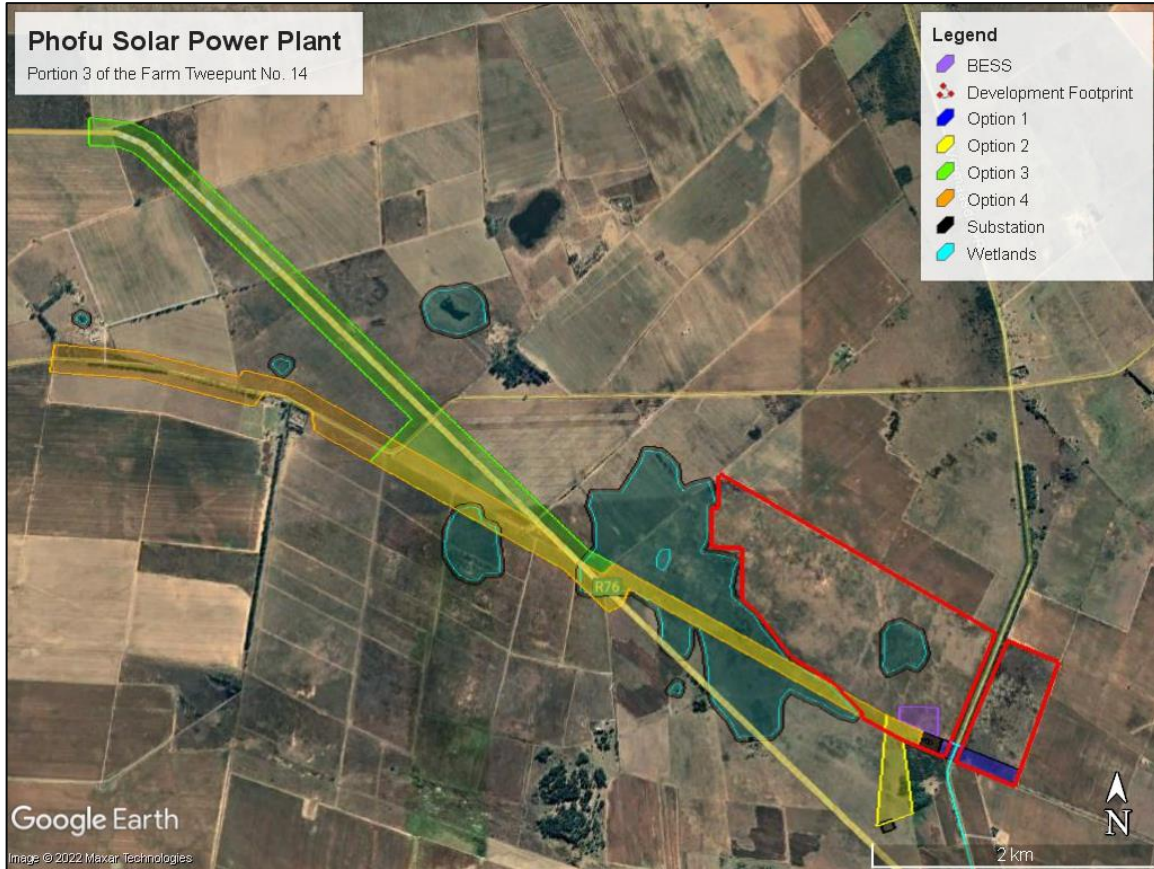 Phofu Solar Power Plant
Portion 3 of the Farm Tweepunt No. 14
Legend
BESS
Development Footprint
Option 1
Option 2
Option 3
Option 4
Substation
Wetlands
R76
Google Earth
Image © 2022 Maxar Technologies
N
2 km